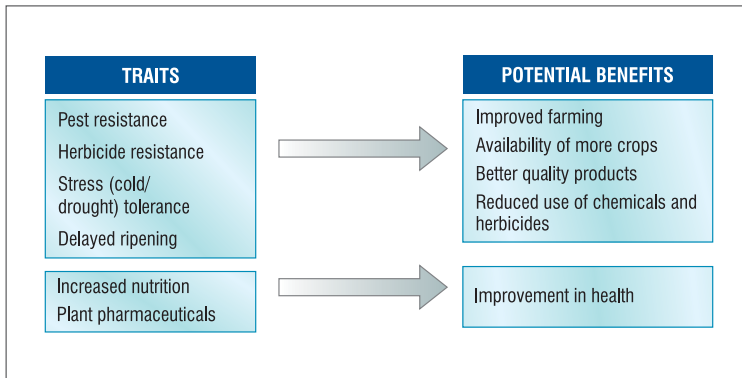 TRAITS
Pest resistance
Herbicide resistance
Stress (cold/
drought) tolerance
Delayed ripening
Increased nutrition
Plant pharmaceuticals
POTENTIAL BENEFITS
Improved farming
Availability of more crops
Better quality products
Reduced use of chemicals and
herbicides
Improvement in health